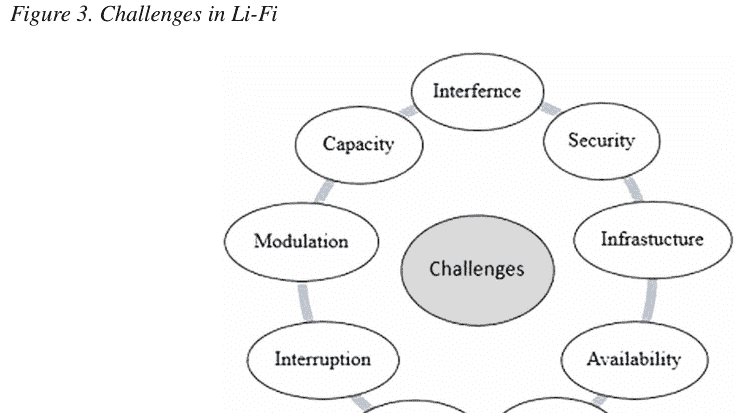 Figure 3. Challenges in Li-Fi
Interfernce
Capacity
Security
Modulation
Infrastucture
Challenges
Interruption
Availability